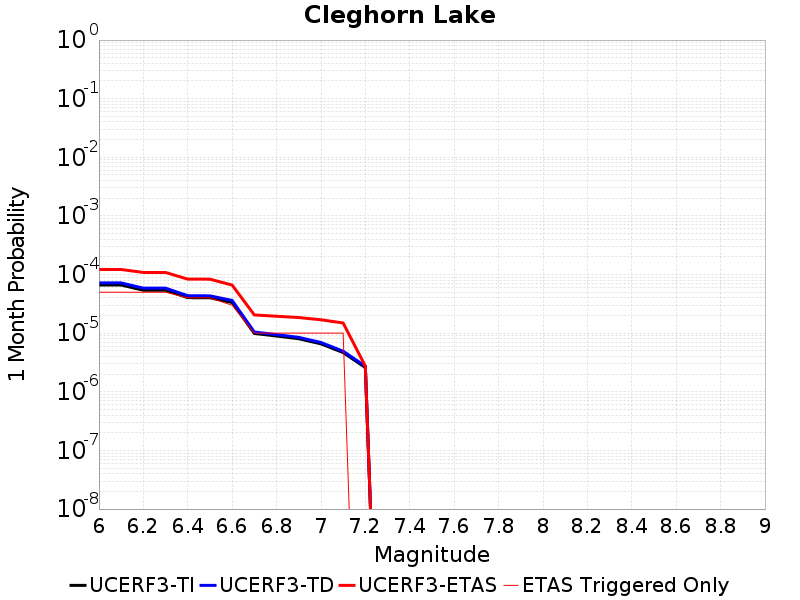 Cleghorn Lake
1 Month Probability
10^0
10^-1
10^-2
10^-3
10^-4
10^-5
10^-6
10^-7
10^-8
6 6.2 6.4 6.6 6.8 7 7.2 7.4 7.6 7.8 8 8.2 8.4 8.6 8.8 9
Magnitude
UCERF3-TI UCERF3-TD UCERF3-ETAS ETAS Triggered Only